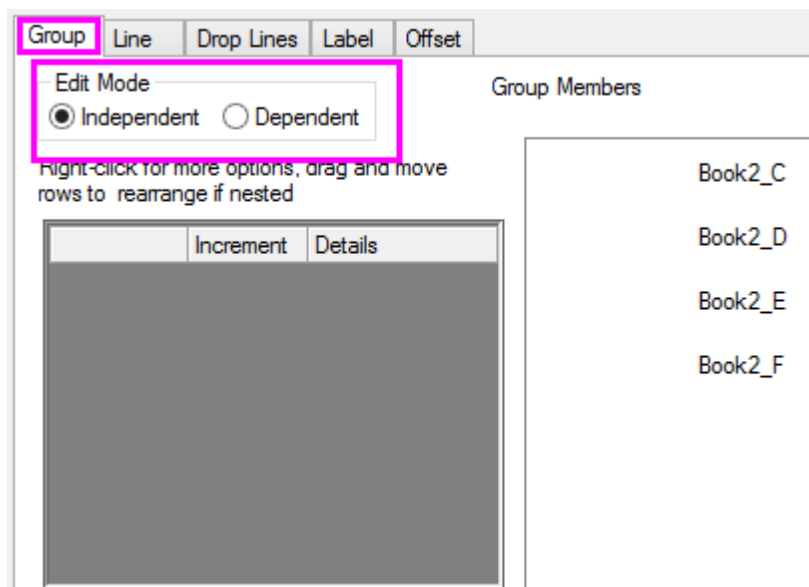 Group Line Drop Lines Label Offset
Edit Mode
Independent Dependent
Group Members
Right-click for more options, drag and move
rows to rearrange if nested
Increment Details
Book2_C
Book2_D
Book2_E
Book2_F